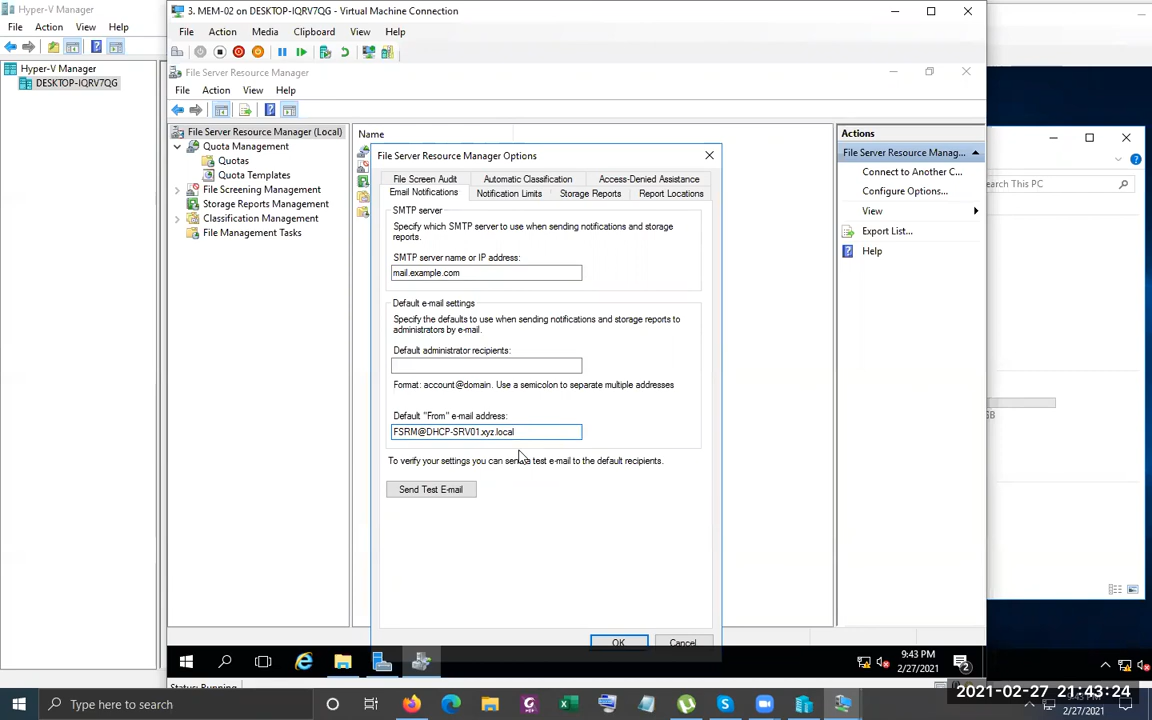 Hyper-V Manager
File Action View Help
Hyper-V Manager
DESKTOP-IQRV7QG
3. MEM-02 on DESKTOP-IQRV7QG - Virtual Machine Connection
File Action Media Clipboard View Help
File Server Resource Manager
File Action View Help
File Server Resource Manager (Local)
Quota Management
Quotas
Quota Templates
File Screening Management
Storage Reports Management
Classification Management
File Management Tasks
Name
File Server Resource Manager Options
File Screen Audit Automatic Classification Access-Denied Assistance
Email Notifications Notification Limits Storage Reports Report Locations
SMTP server
Specify which SMTP server to use when sending notifications and storage
reports.
SMTP server name or IP address:
mail.example.com
Default e-mail settings
Specify the defaults to use when sending notifications and storage reports to
administrators by e-mail.
Default administrator recipients:
Format: account@domain. Use a semicolon to separate multiple addresses
Default "From" e-mail address:
FSRM@DHCP-SRV01.xyz.local
To verify your settings you can send a test e-mail to the default recipients.
Send Test E-mail
OK Cancel
Actions
File Server Resource Manag...
Connect to Another C...
Configure Options...
View
Export List...
Help
earch This PC
9:43 PM
2/27/2021
2
2021-02-27 21:43:24
Type here to search
2/27/2021